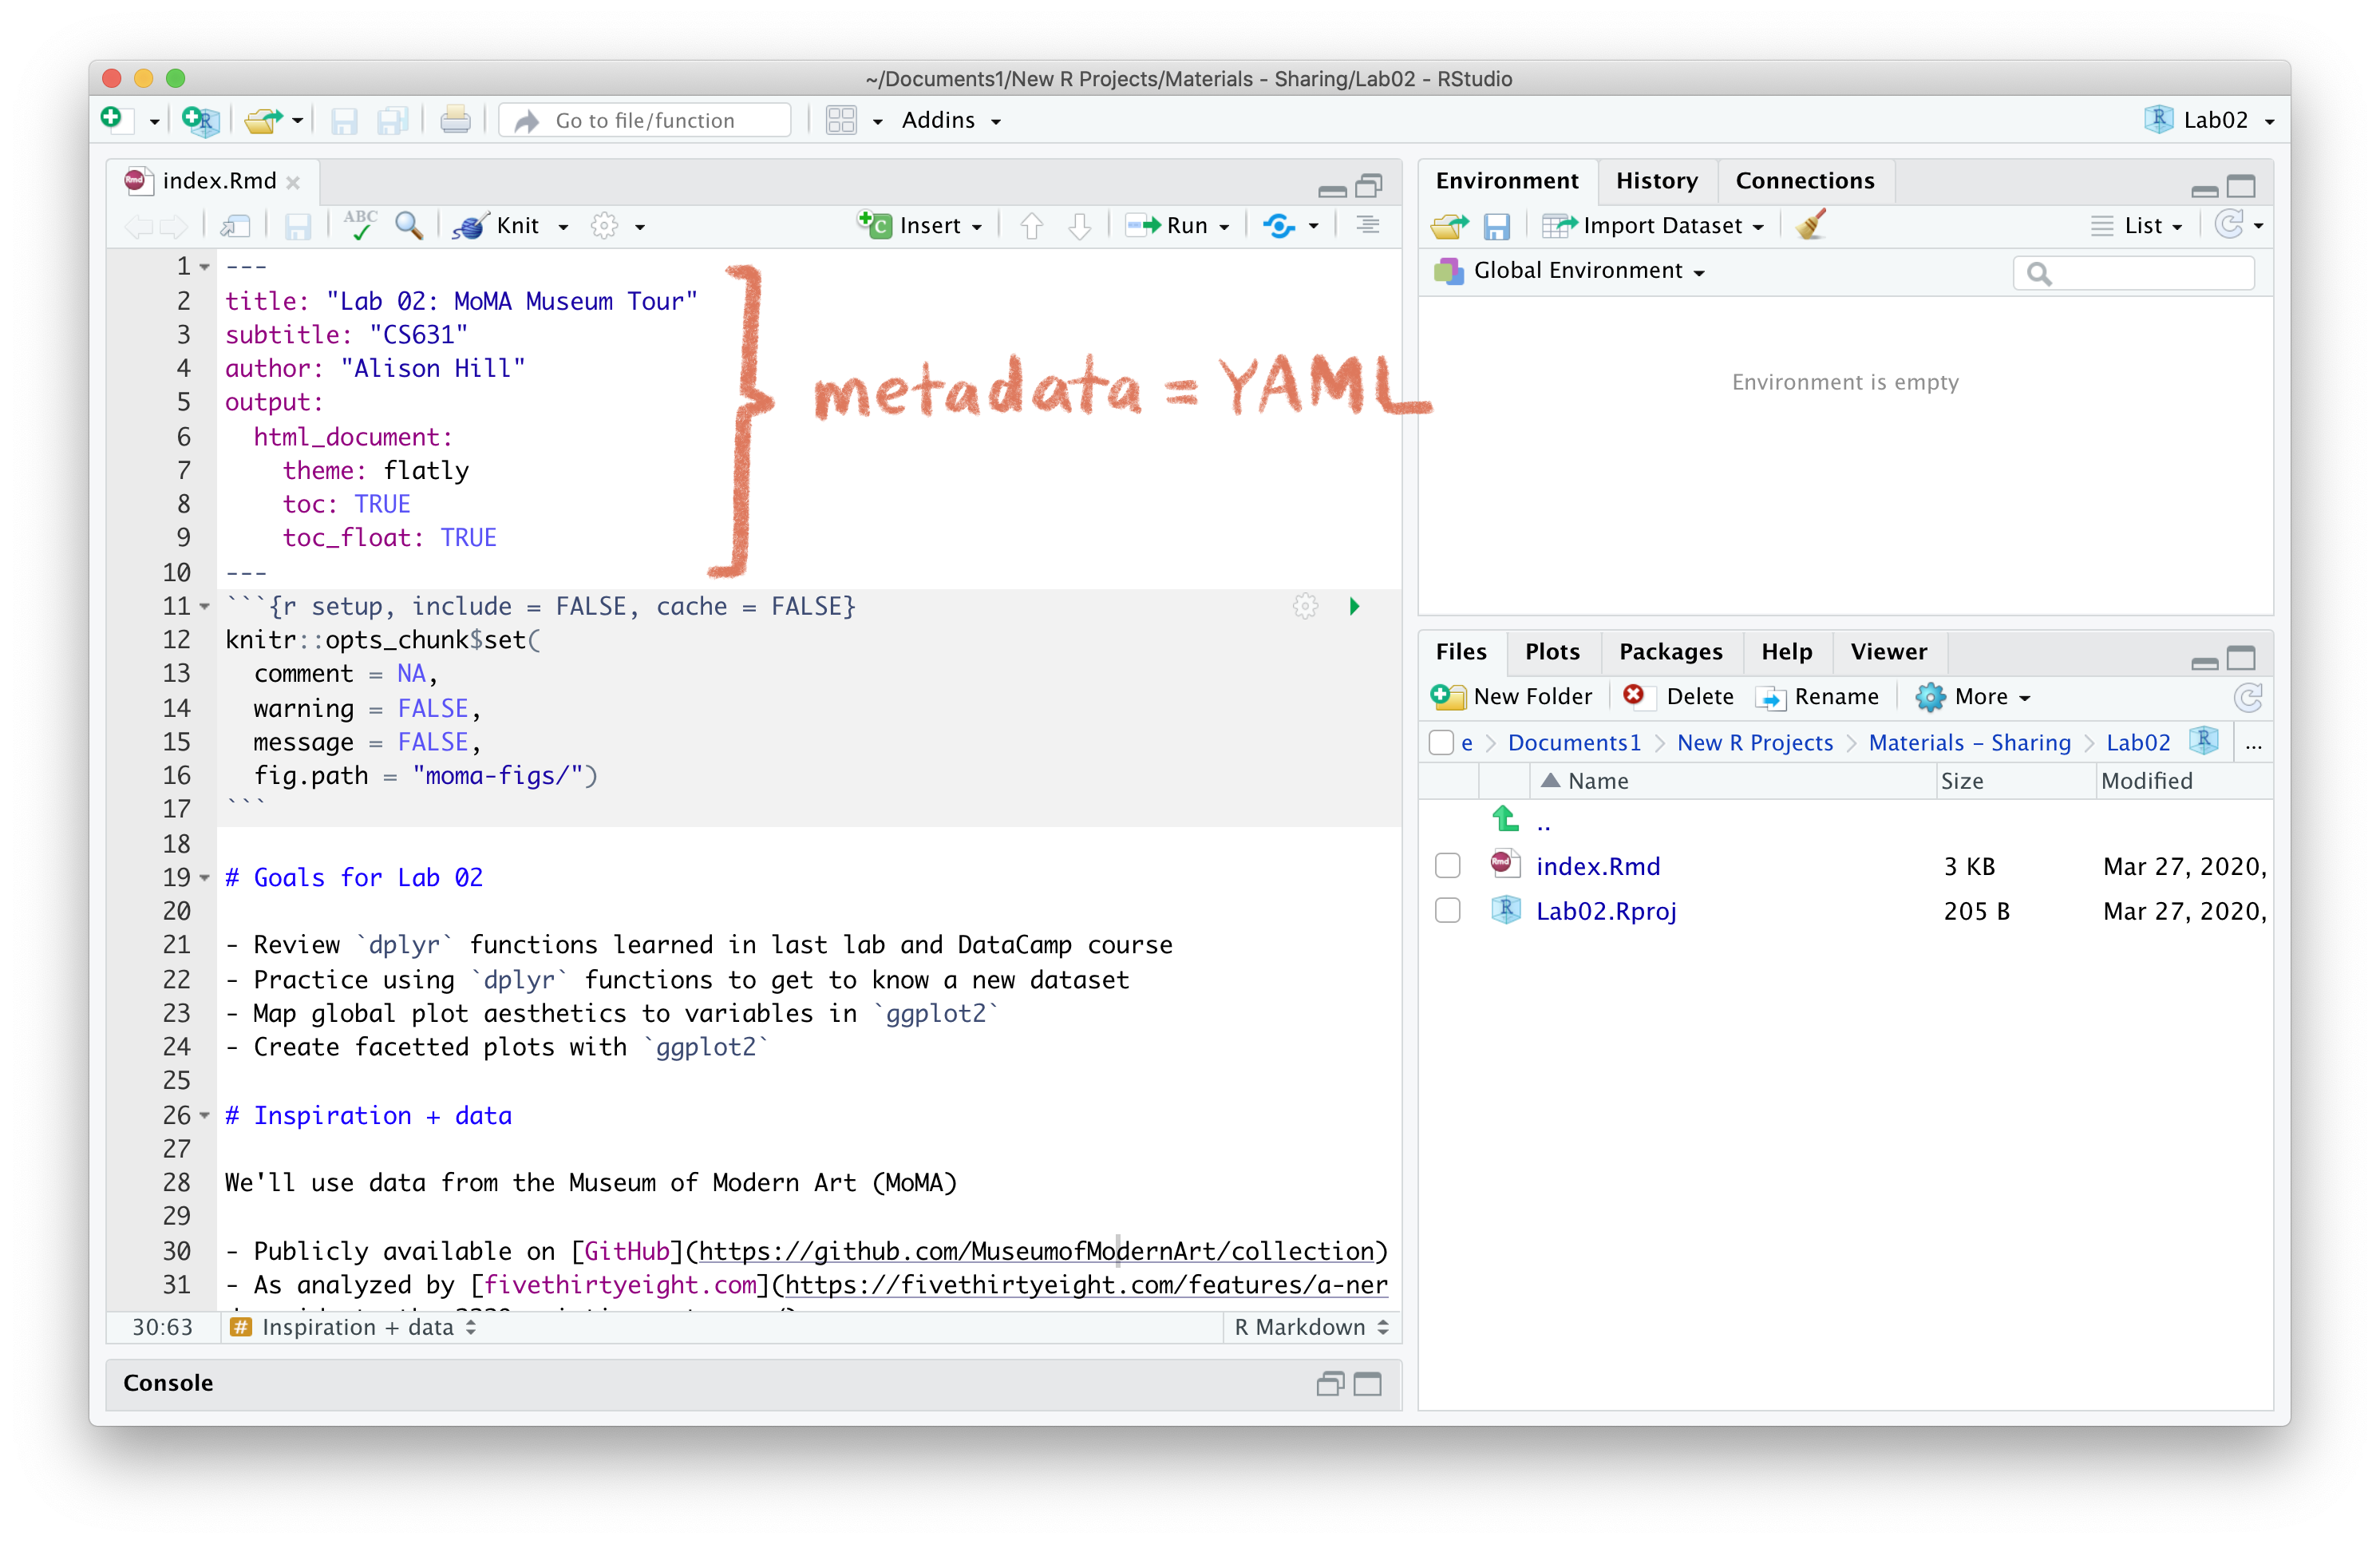 ~/Documents1/New R Projects/Materials - Sharing/Lab02 - RStudio
Go to file/function
Addins
Lab02
index.Rmd
ABC
Knit
Insert
Run
1 ---
2 title: "Lab 02: MoMA Museum Tour"
3 subtitle: "CS631"
4 author: "Alison Hill"
5 output:
6   html_document:
7     theme: flatly
8     toc: TRUE
9     toc_float: TRUE
10 ---
metadata = YAML
11 ```{r setup, include = FALSE, cache = FALSE}
12 knitr::opts_chunk$set(
13   comment = NA,
14   warning = FALSE,
15   message = FALSE,
16   fig.path = "moma-figs/")
17 ```
18
19 # Goals for Lab 02
20
21 - Review `dplyr` functions learned in last lab and DataCamp course
22 - Practice using `dplyr` functions to get to know a new dataset
23 - Map global plot aesthetics to variables in `ggplot2`
24 - Create facetted plots with `ggplot2`
25
26 # Inspiration + data
27
28 We'll use data from the Museum of Modern Art (MoMA)
29
30 - Publicly available on [GitHub](https://github.com/MuseumofModernArt/collection)
31 - As analyzed by [fivethirtyeight.com](https://fivethirtyeight.com/features/a-ner
30:63 # Inspiration + data R Markdown
Console
Environment History Connections
Import Dataset List
Global Environment
Environment is empty
Files Plots Packages Help Viewer
New Folder Delete Rename More
e Documents1 New R Projects Materials - Sharing Lab02 R ...
Name Size Modified
..
index.Rmd 3 KB Mar 27, 2020,
Lab02.Rproj 205 B Mar 27, 2020,